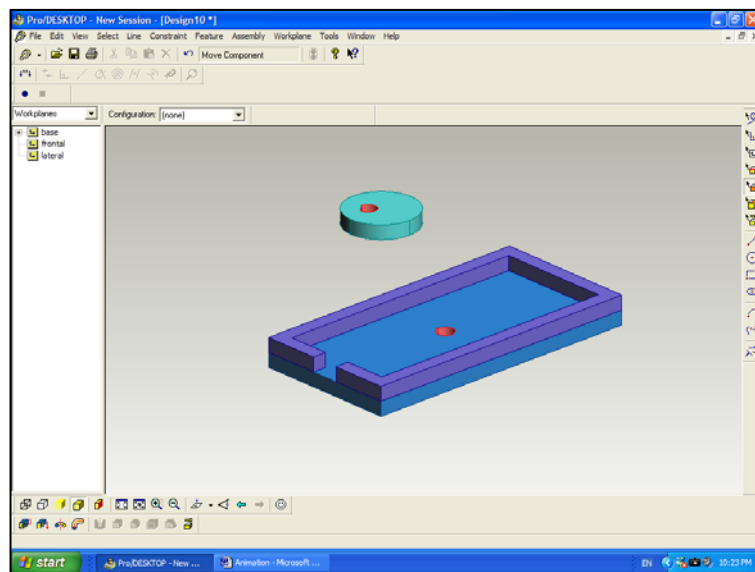 Pro/DESKTOP - New Session - [Design10 *]
File Edit View Select Line Constraint Feature Assembly Workplane Tools Window Help
Move Component
Workplanes
Configuration: (none)
base
frontal
lateral
start
Pro/DESKTOP - New ...
Animation - Microsoft ...
EN
10:23 PM